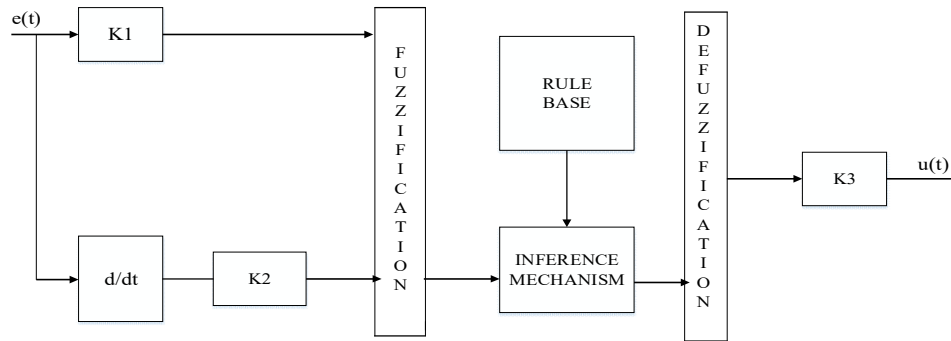 e(t)
K1
d/dt
K2
FUZZIFICATION
RULE
BASE
INFERENCE
MECHANISM
DEFUZZIFICATION
K3
u(t)